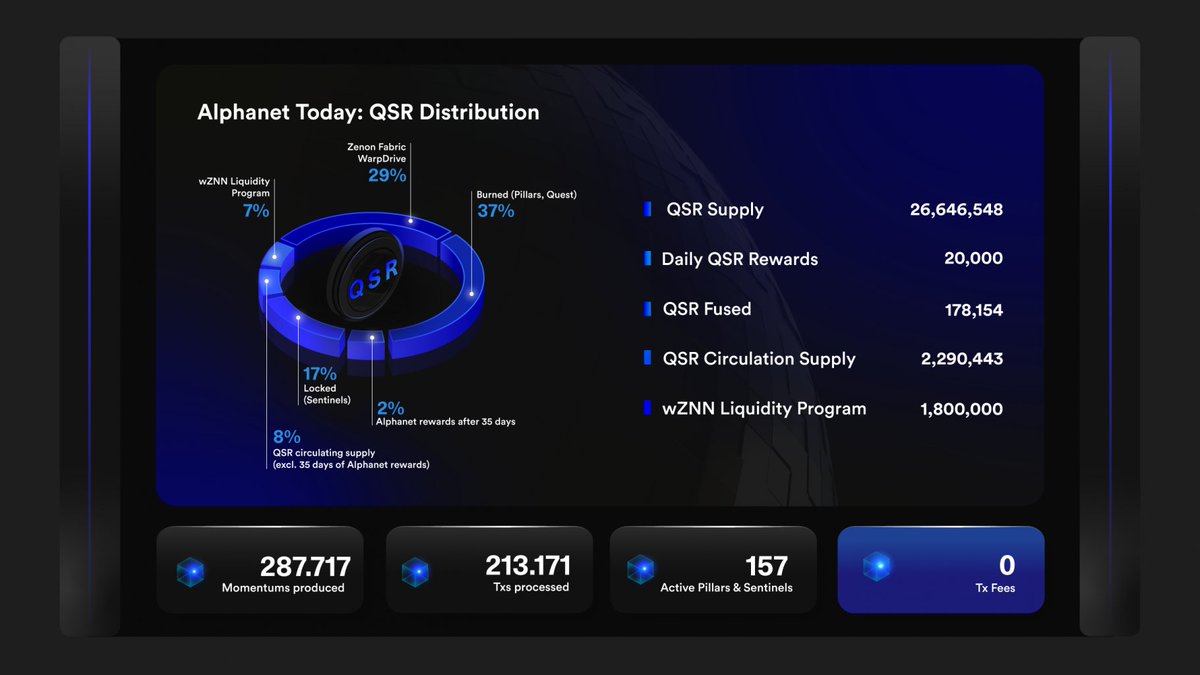 Alphanet Today: QSR Distribution
Zenon Fabric
WarpDrive
29%
wZNN Liquidity
Program
7%
Burned (Pillars, Quest)
37%
QSR
17%
Locked
(Sentinels)
2%
Alphanet rewards after 35 days
8%
QSR circulating supply
(excl. 35 days of Alphanet rewards)
QSR Supply 26,646,548
Daily QSR Rewards 20,000
QSR Fused 178,154
QSR Circulation Supply 2,290,443
wZNN Liquidity Program 1,800,000
287.717
Momentums produced
213.171
Txs processed
157
Active Pillars & Sentinels
0
Tx Fees